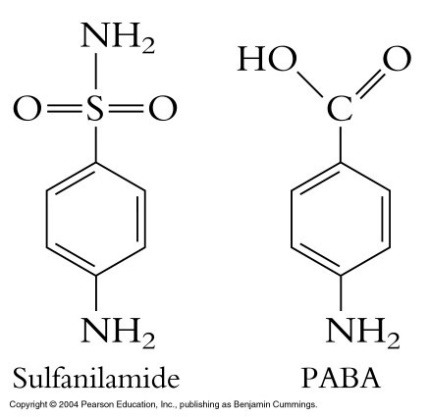 NH₂
HO O
O=S=O
C
NH₂
NH₂
Sulfanilamide
PABA
Copyright © 2004 Pearson Education, Inc., publishing as Benjamin Cummings.